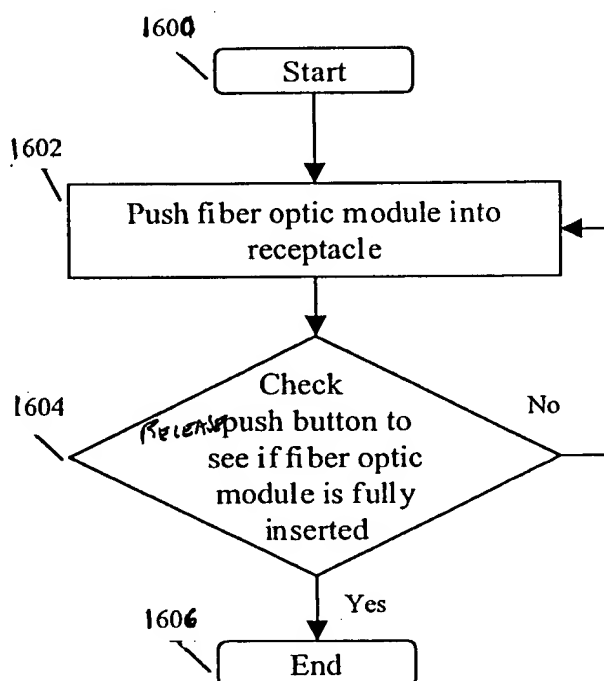 1600
Start
1602
Push fiber optic module into
receptacle
1604
Check
RELEASE push button to
see if fiber optic
module is fully
inserted
No
Yes
1606
End